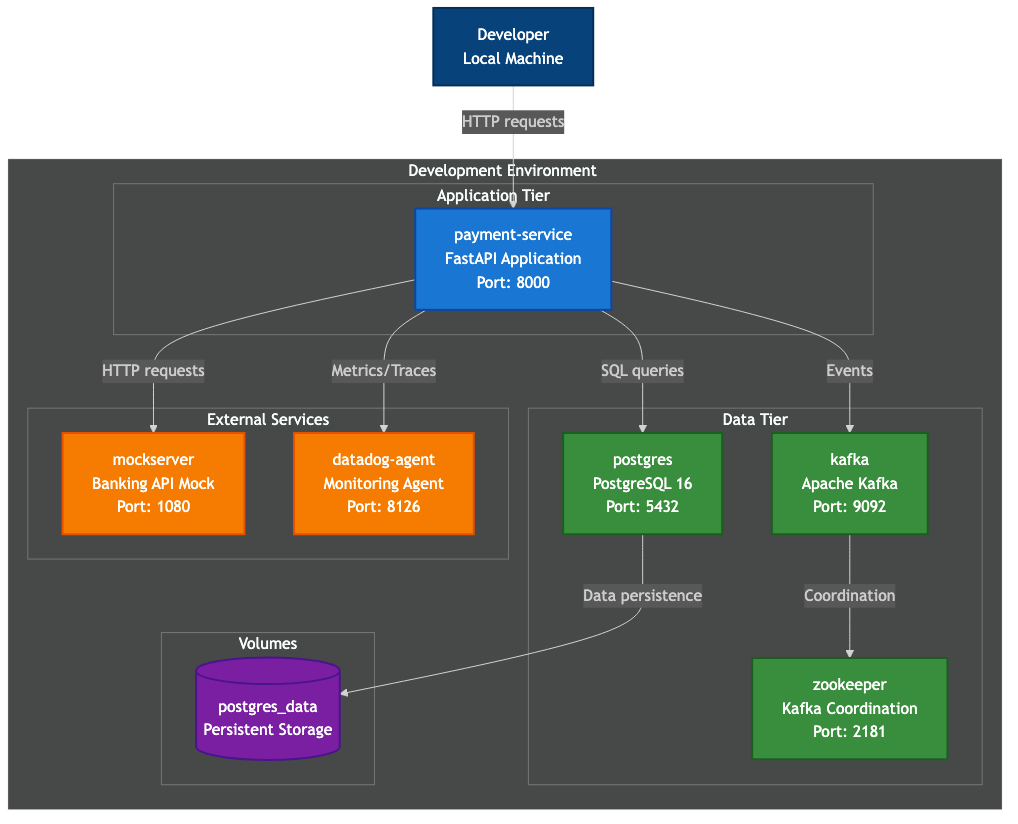 Developer
Local Machine
HTTP requests
Development Environment
Application Tier
payment-service
FastAPI Application
Port: 8000
HTTP requests
Metrics/Traces
SQL queries
Events
External Services
mockserver
Banking API Mock
Port: 1080
datadog-agent
Monitoring Agent
Port: 8126
Data Tier
postgres
PostgreSQL 16
Port: 5432
kafka
Apache Kafka
Port: 9092
Data persistence
Coordination
Volumes
postgres_data
Persistent Storage
zookeeper
Kafka Coordination
Port: 2181